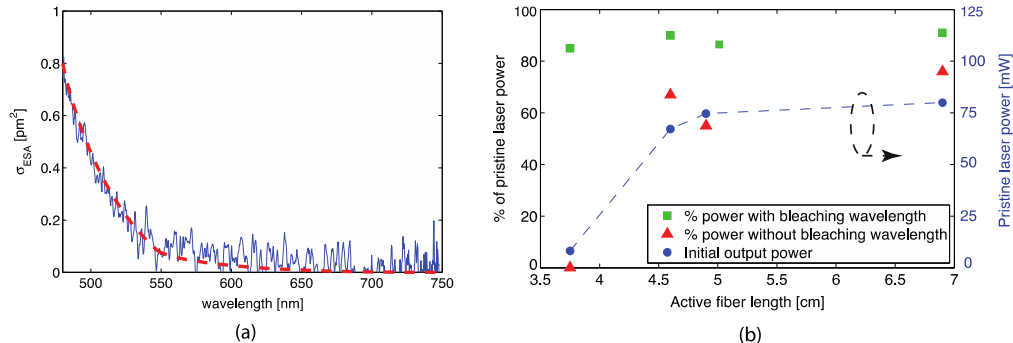 (a)
1
0.8
0.6
0.4
0.2
0
σESA [pm²]
500
550
600
650
700
750
wavelength [nm]
(b)
100
80
60
40
20
0
% of pristine laser power
125
100
75
50
25
0
Pristine laser power [mW]
% power with bleaching wavelength
% power without bleaching wavelength
Initial output power
3.5
4
4.5
5
5.5
6
6.5
7
Active fiber length [cm]
(a)
(b)